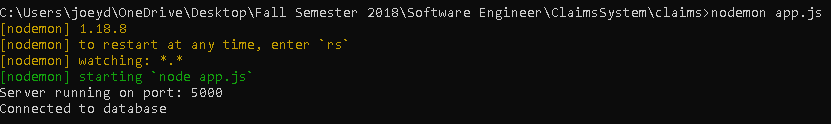 C:\Users\joeyd\OneDrive\Desktop\Fall Semester 2018\Software Engineer\ClaimsSystem\claims>nodemon app.js
[nodemon] 1.18.8
[nodemon] to restart at any time, enter `rs`
[nodemon] watching: *.*
[nodemon] starting `node app.js`
Server running on port: 5000
Connected to database